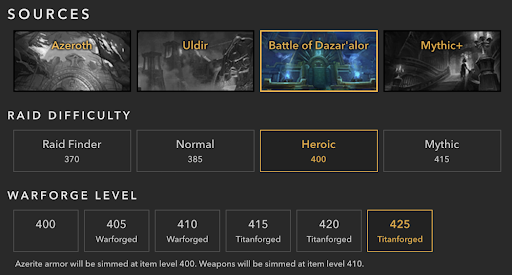 SOURCES
Azeroth Uldir Battle of Dazar'alor Mythic+
RAID DIFFICULTY
Raid Finder Normal Heroic Mythic
370 385 400 415
WARFORGE LEVEL
400 405 410 415 420 425
Warforged Warforged Titanforged Titanforged Titanforged
Azerite armor will be simmed at item level 400. Weapons will be simmed at item level 410.